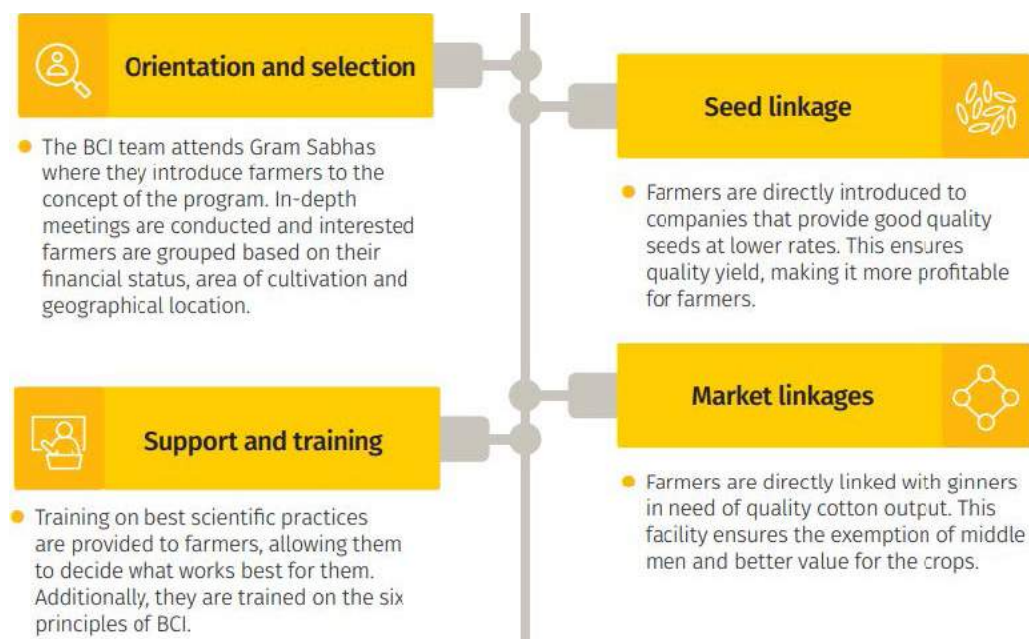 Orientation and selection
The BCI team attends Gram Sabhas
where they introduce farmers to the
concept of the program. In-depth
meetings are conducted and interested
farmers are grouped based on their
financial status, area of cultivation and
geographical location.
Seed linkage
Farmers are directly introduced to
companies that provide good quality
seeds at lower rates. This ensures
quality yield, making it more profitable
for farmers.
Support and training
Training on best scientific practices
are provided to farmers, allowing them
to decide what works best for them.
Additionally, they are trained on the six
principles of BCI.
Market linkages
Farmers are directly linked with ginners
in need of quality cotton output. This
facility ensures the exemption of middle
men and better value for the crops.